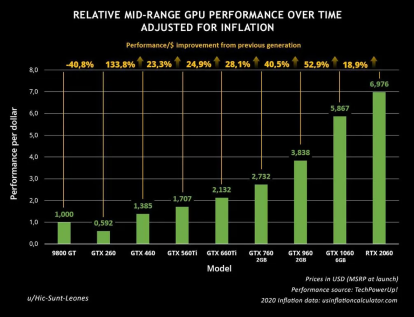 RELATIVE MID-RANGE GPU PERFORMANCE OVER TIME
ADJUSTED FOR INFLATION
Performance/$ improvement from previous generation
-40,8% 133,8% 23,3% 24,9% 28,1% 40,5% 52,9% 18,9%
8,0
7,0
6,0
5,0
4,0
3,0
2,0
1,0
0,0
Performance per dollar
1,000
0,592
1,385
1,707
2,132
2,732
3,838
5,867
6,976
9800 GT
GTX 260
GTX 460
GTX 560Ti
GTX 660Ti
GTX 760
2GB
GTX 960
2GB
GTX 1060
6GB
RTX 2060
Model
Prices in USD (MSRP at launch)
Performance source: TechPowerUp!
2020 Inflation data: usinflationcalculator.com
u/Hic-Sunt-Leones